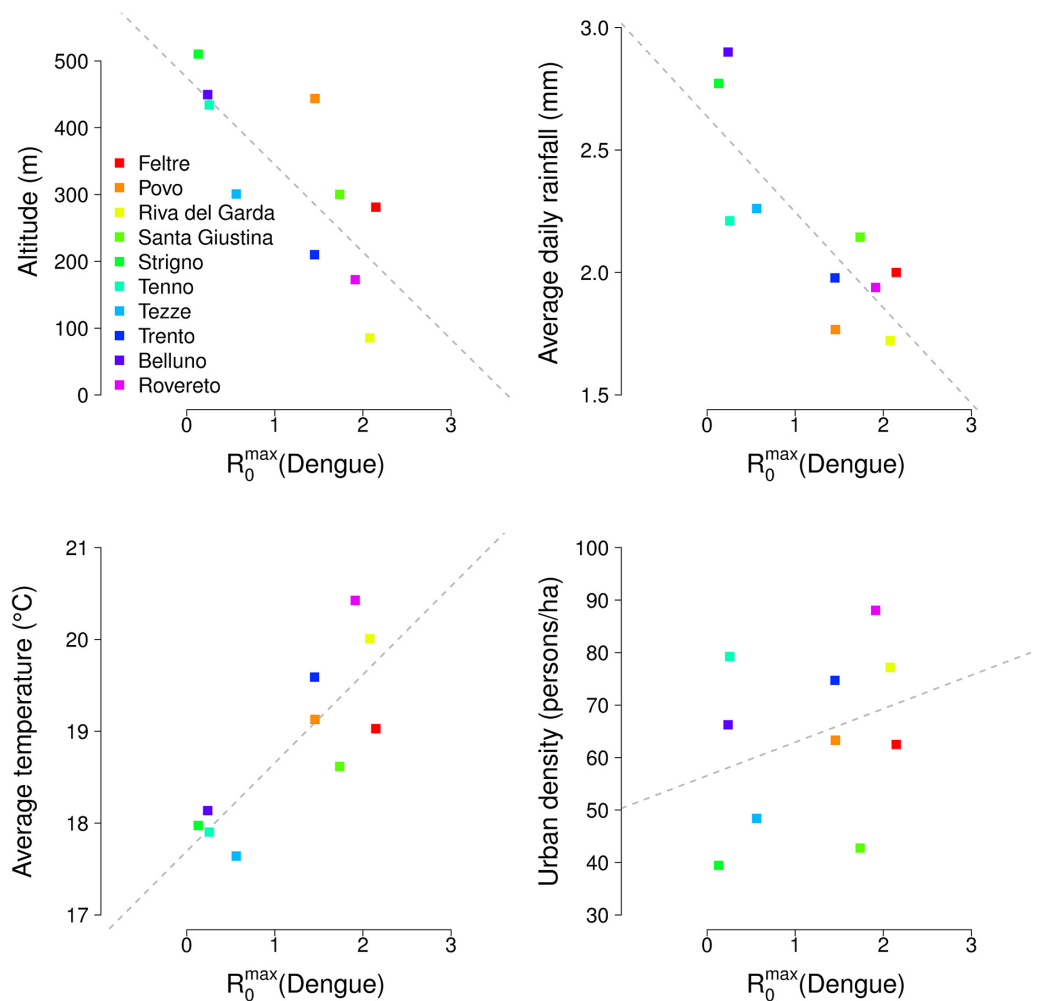 Altitude (m)
500
400
300
200
100
0
Feltre
Povo
Riva del Garda
Santa Giustina
Strigno
Tenno
Tezze
Trento
Belluno
Rovereto
0 1 2 3
R₀ᵐᵃˣ(Dengue)
Average daily rainfall (mm)
3.0
2.5
2.0
1.5
0 1 2 3
R₀ᵐᵃˣ(Dengue)
Average temperature (°C)
21
20
19
18
17
0 1 2 3
R₀ᵐᵃˣ(Dengue)
Urban density (persons/ha)
100
90
80
70
60
50
40
30
0 1 2 3
R₀ᵐᵃˣ(Dengue)